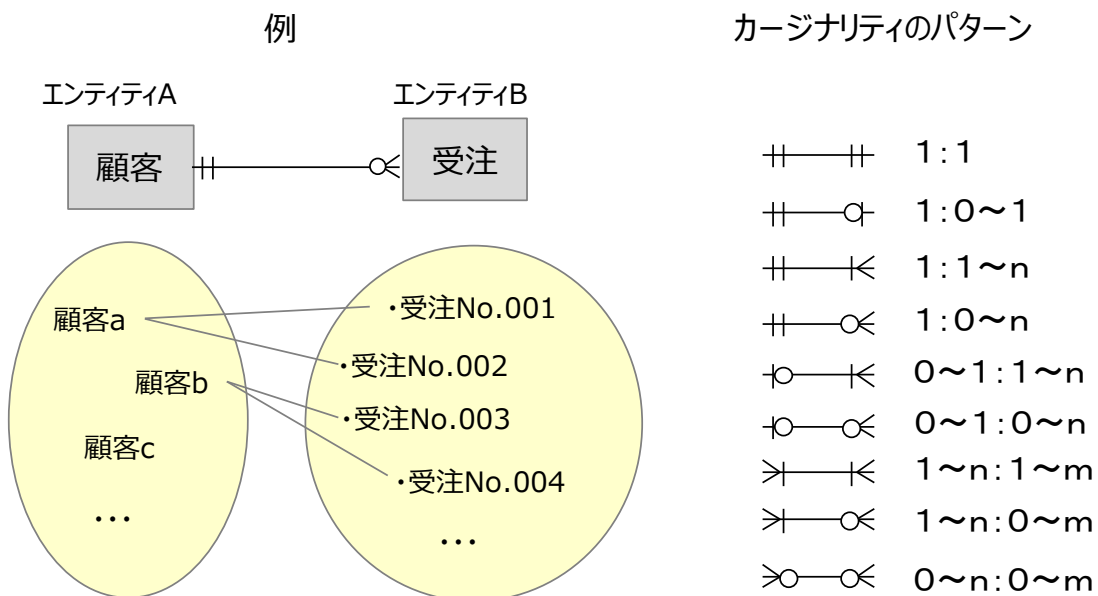 例
エンティティA
エンティティB
顧客
受注
顧客a
顧客b
顧客c
…
・受注No.001
・受注No.002
・受注No.003
・受注No.004
…
カージナリティのパターン
1:1
1:0～1
1:1～n
1:0～n
0～1:1～n
0～1:0～n
1～n:1～m
1～n:0～m
0～n:0～m